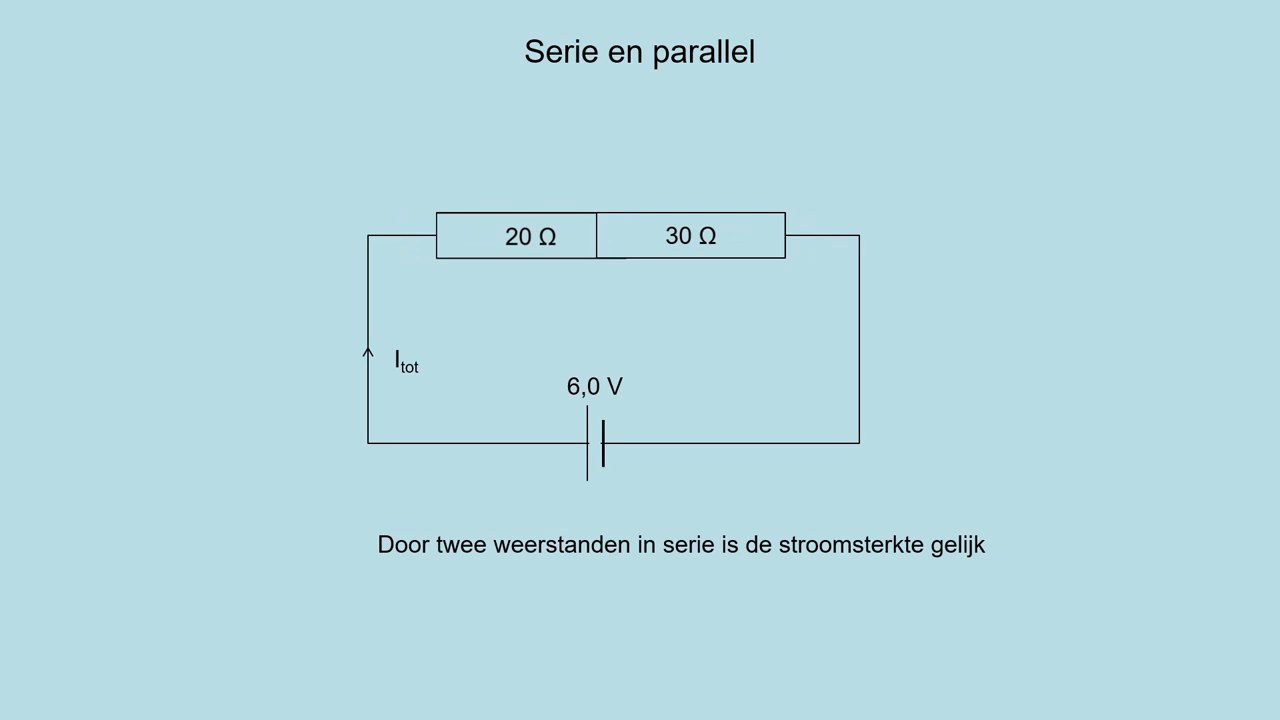 Serie en parallel
20 Ω
30 Ω
Itot
6,0 V
Door twee weerstanden in serie is de stroomsterkte gelijk